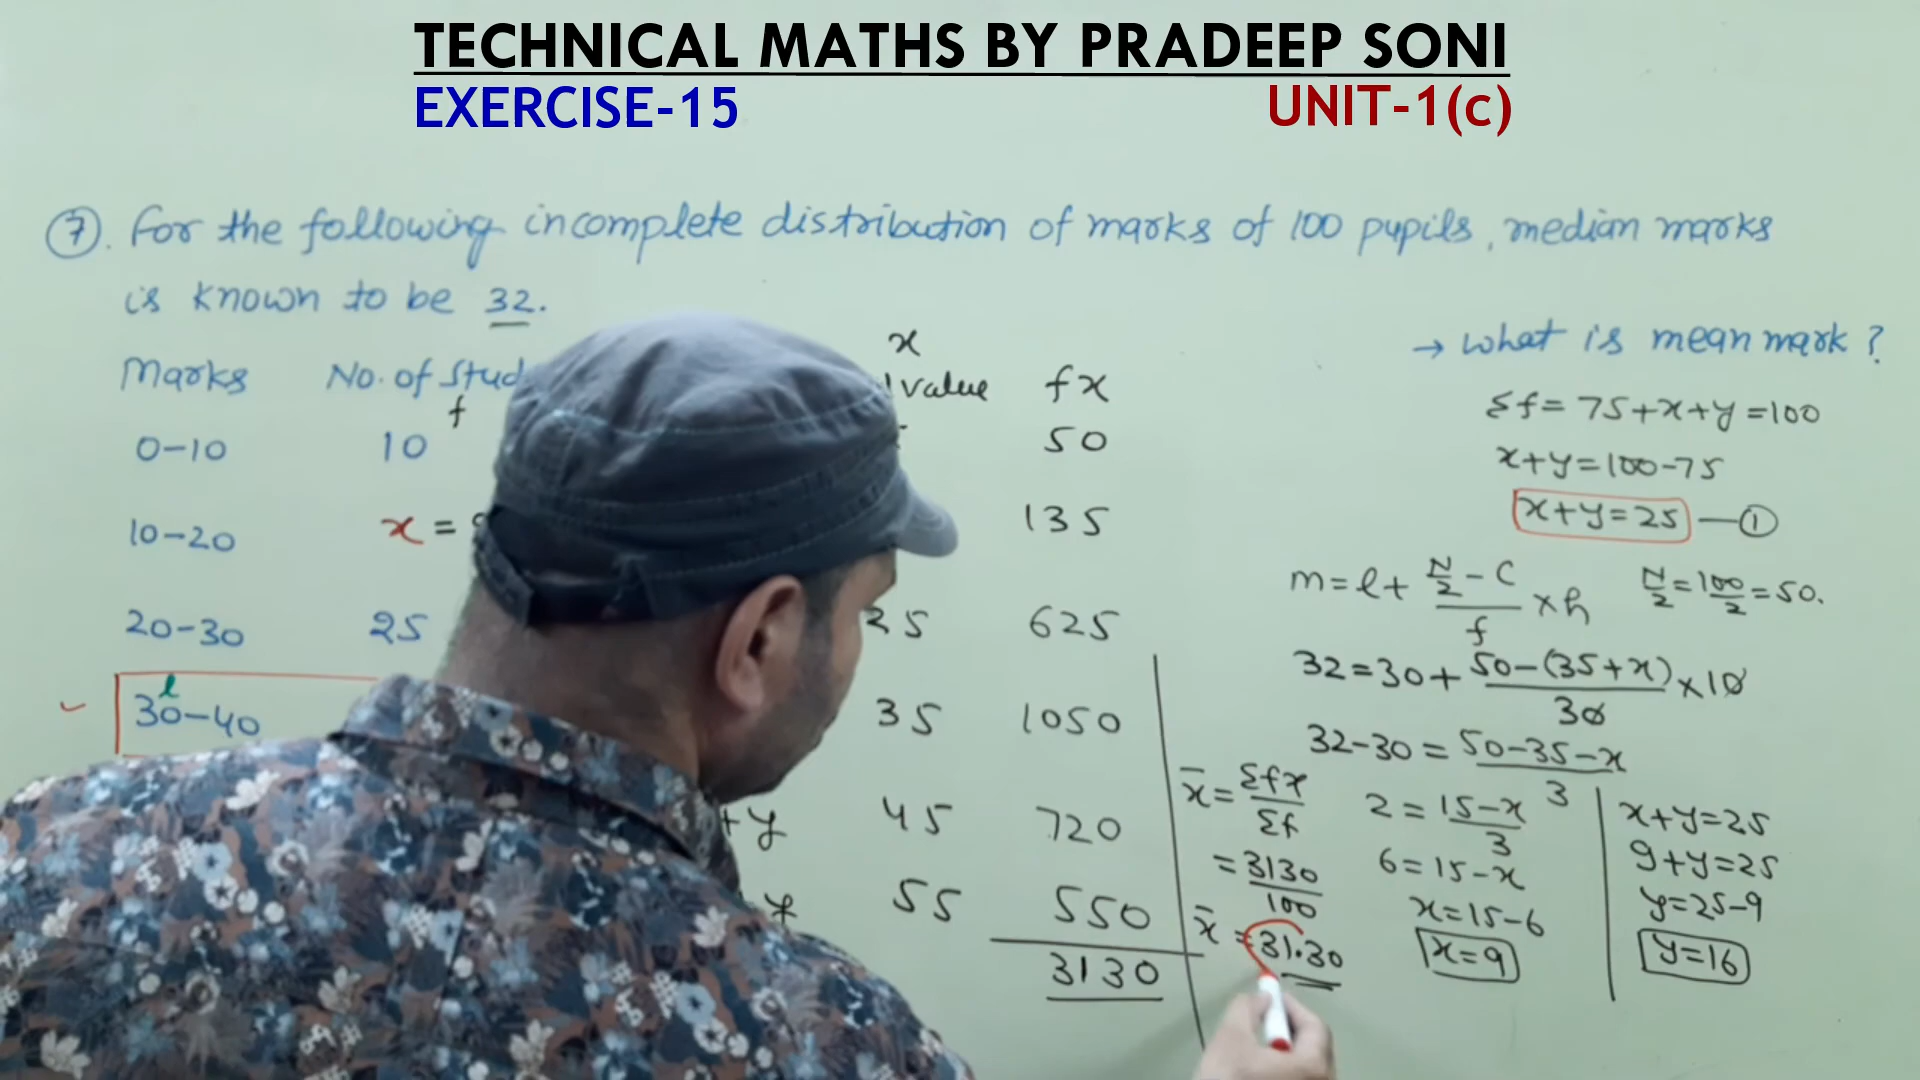 TECHNICAL MATHS BY PRADEEP SONI
EXERCISE-15 UNIT-1(c)
⑦. For the following incomplete distribution of marks of 100 pupils, median marks
is known to be 32.
→ What is mean mark?
Marks No. of Stud
f
x
value fx
0-10 10 50
10-20 x = 135
20-30 25 25 625
30-40 35 1050
l
+y 45 720
55 550
3130
Σf = 75+x+y = 100
x+y = 100-75
x+y = 25 — ①
m = l + (N/2 - C)/f × h N/2 = 100/2 = 50.
32 = 30 + (50-(35+x))/30 × 10
32-30 = (50-35-x)/3
2 = (15-x)/3
6 = 15-x
x = 15-6
x = 9
x+y = 25
9+y = 25
y = 25-9
y = 16
x̄ = Σfx/Σf
= 3130/100
x̄ = 31.30